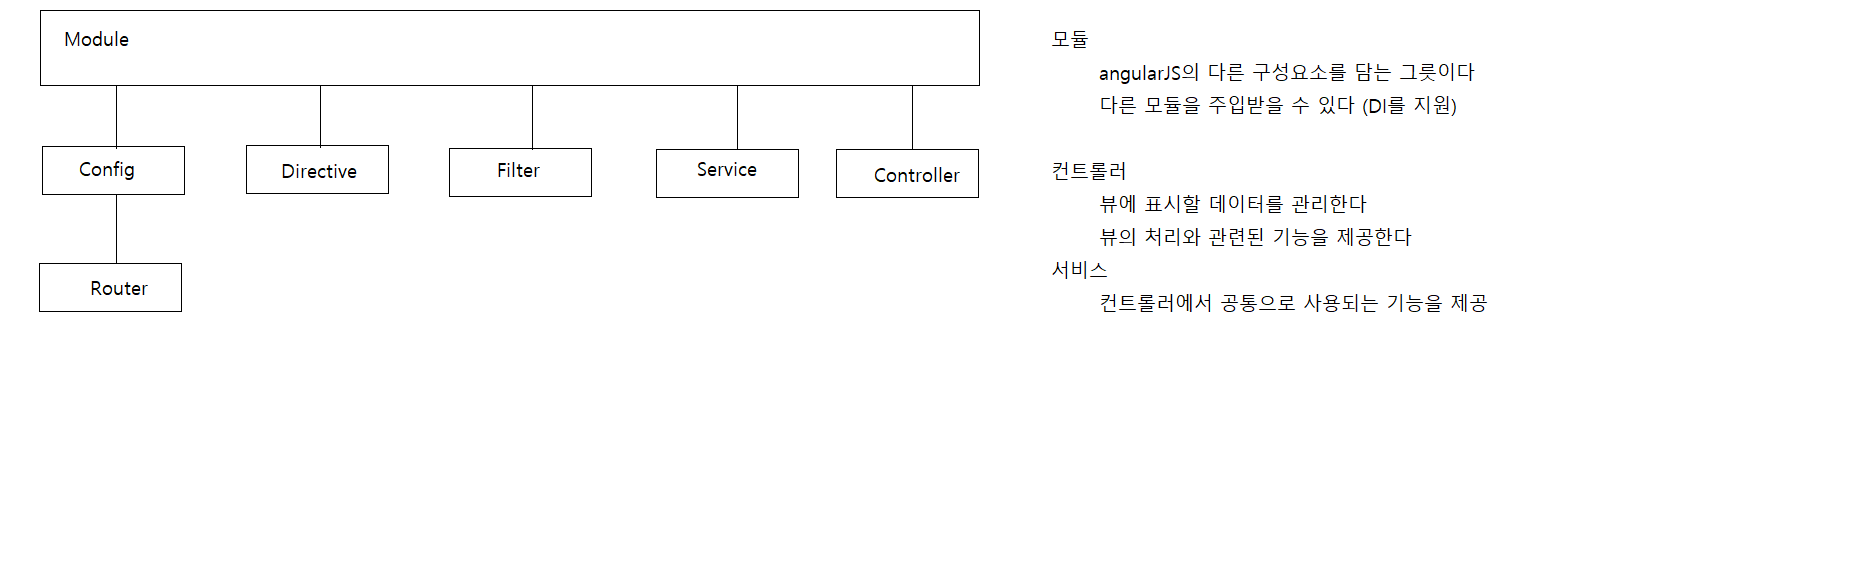 Module
Config
Directive
Filter
Service
Controller
Router
모듈
angularJS의 다른 구성요소를 담는 그릇이다
다른 모듈을 주입받을 수 있다 (DI를 지원)
컨트롤러
뷰에 표시할 데이터를 관리한다
뷰의 처리와 관련된 기능을 제공한다
서비스
컨트롤러에서 공통으로 사용되는 기능을 제공